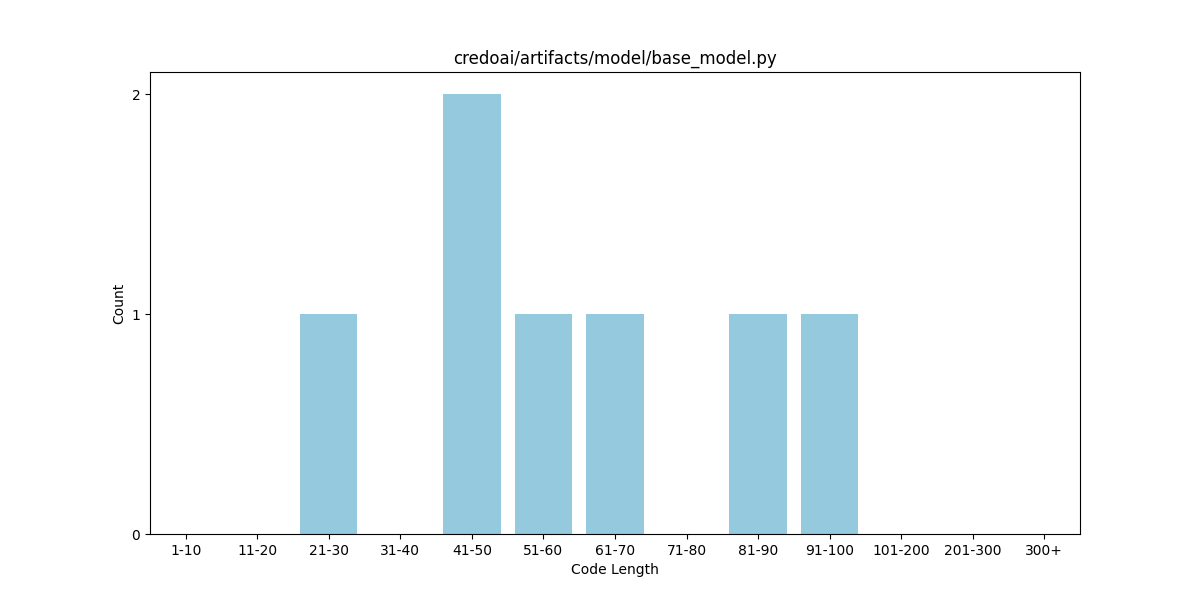 credoai/artifacts/model/base_model.py
2
1
0
Count
1-10 11-20 21-30 31-40 41-50 51-60 61-70 71-80 81-90 91-100 101-200 201-300 300+
Code Length